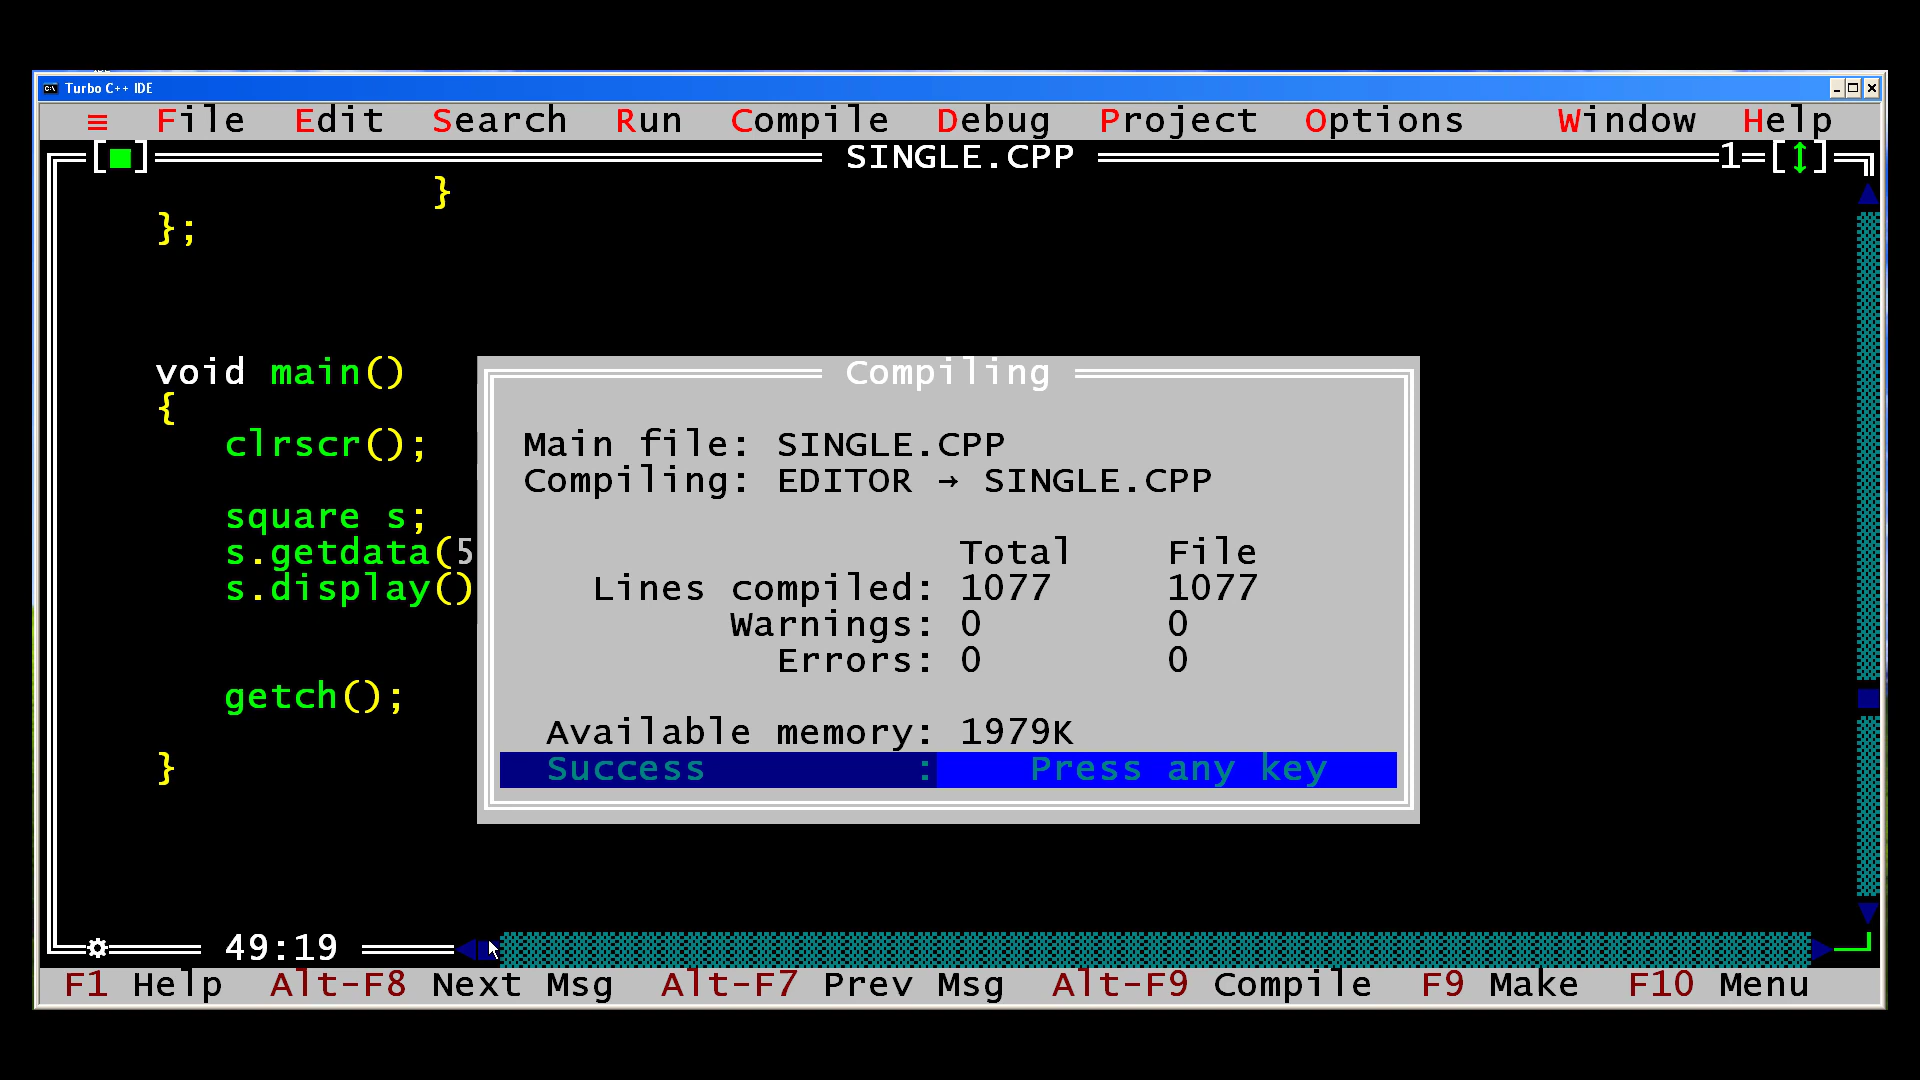 Turbo C++ IDE
≡ File Edit Search Run Compile Debug Project Options Window Help
[■] SINGLE.CPP 1=[↕]
}
};
void main()
{
clrscr();
square s;
s.getdata(5
s.display()
getch();
}
Compiling
Main file: SINGLE.CPP
Compiling: EDITOR → SINGLE.CPP
Total File
Lines compiled: 1077 1077
Warnings: 0 0
Errors: 0 0
Available memory: 1979K
Success : Press any key
49:19
F1 Help Alt-F8 Next Msg Alt-F7 Prev Msg Alt-F9 Compile F9 Make F10 Menu